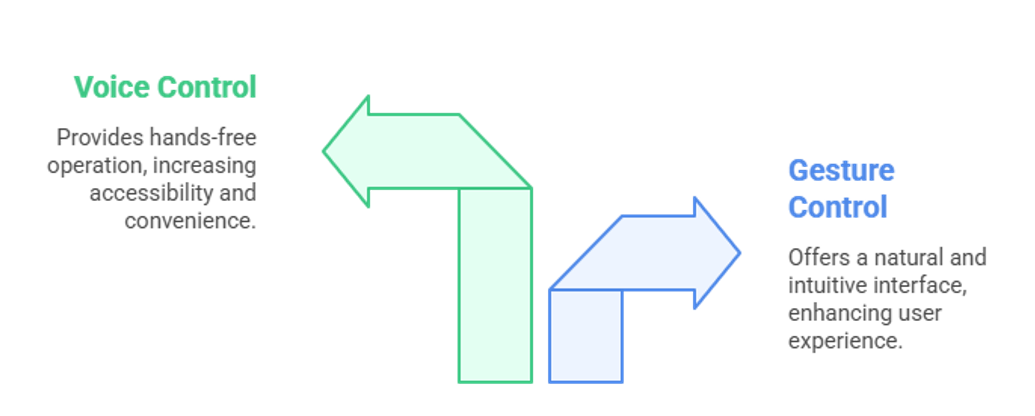 Voice Control
Provides hands-free
operation, increasing
accessibility and
convenience.
Gesture
Control
Offers a natural and
intuitive interface,
enhancing user
experience.